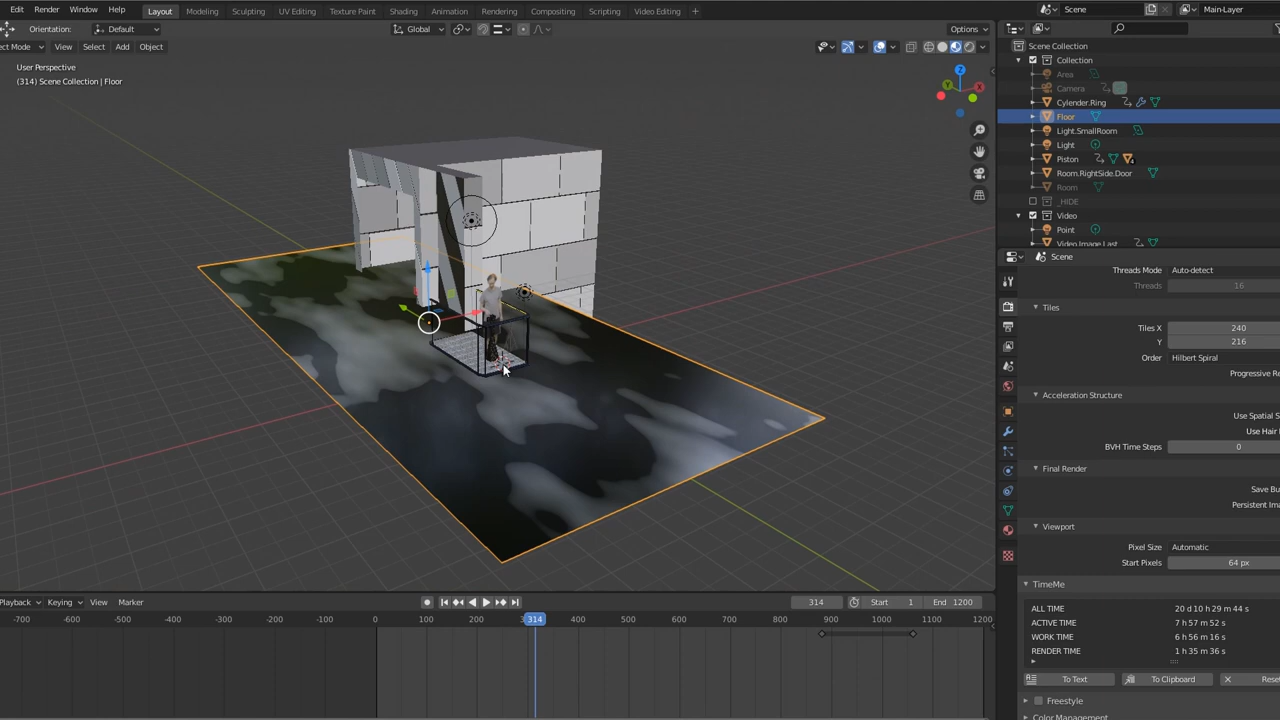 Edit Render Window Help Layout Modeling Sculpting UV Editing Texture Paint Shading Animation Rendering Compositing Scripting Video Editing + Scene Main-Layer
Orientation: Default Global Options
ect Mode View Select Add Object
User Perspective
(314) Scene Collection | Floor
Z
X
Y
Scene Collection
Collection
Area
Camera
Cylender.Ring
Floor
Light.SmallRoom
Light
Piston
Room.RightSide.Door
Room
_HIDE
Video
Point
Video.Image.Last
Scene
Threads Mode Auto-detect
Threads 16
Tiles
Tiles X 240
Y 216
Order Hilbert Spiral
Progressive Re
Acceleration Structure
Use Spatial S
Use Hair
BVH Time Steps 0
Final Render
Save Bu
Persistent Ima
Viewport
Pixel Size Automatic
Start Pixels 64 px
TimeMe
ALL TIME 20 d 10 h 29 m 44 s
ACTIVE TIME 7 h 57 m 52 s
WORK TIME 6 h 56 m 16 s
RENDER TIME 1 h 35 m 36 s
To Text To Clipboard Rese
Freestyle
Color Management
Playback Keying View Marker 314 Start 1 End 1200
-700 -600 -500 -400 -300 -200 -100 0 100 200 314 400 500 600 700 800 900 1000 1100 1200